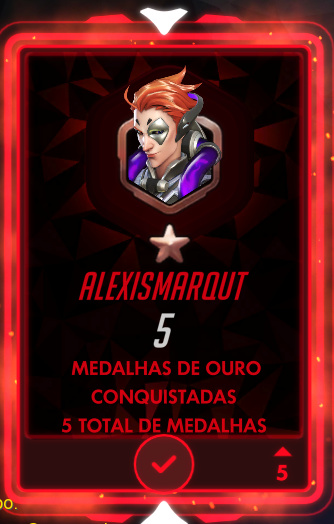 ALEXISMARQUT
5
MEDALHAS DE OURO
CONQUISTADAS
5 TOTAL DE MEDALHAS
5